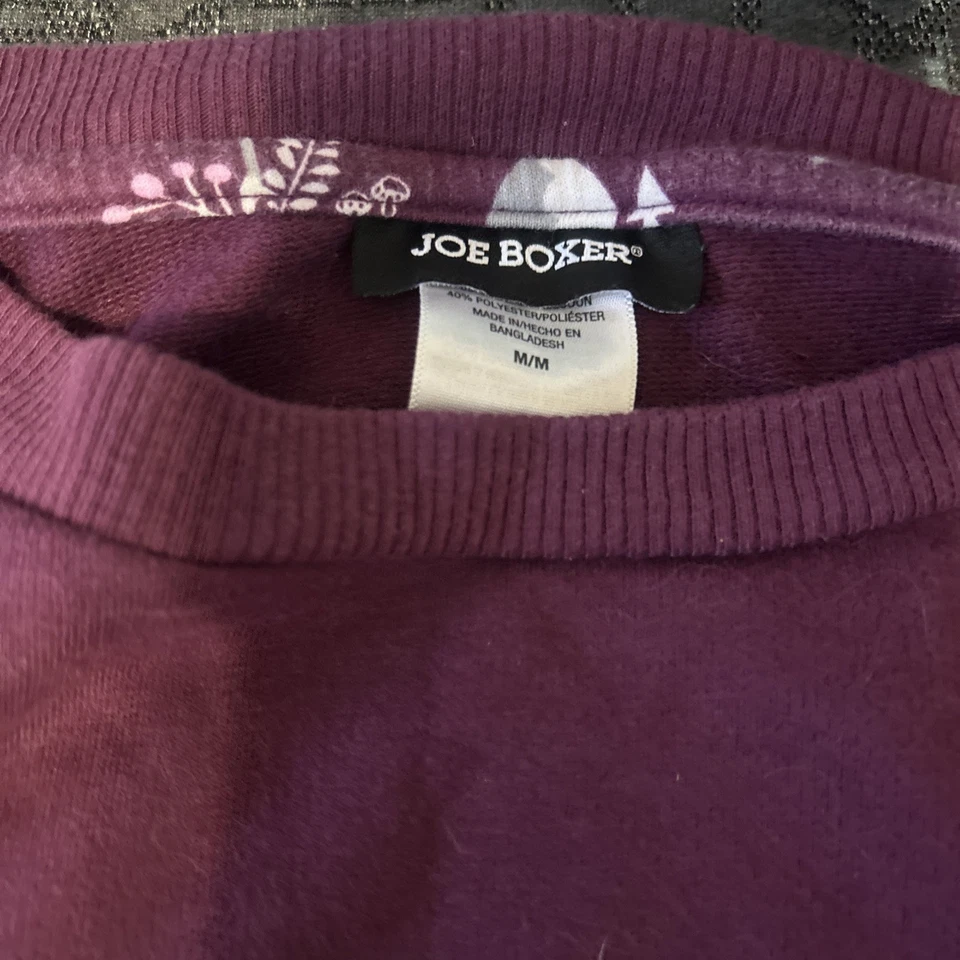 JOE BOXER®
40% POLYESTER/POLIÉSTER
MADE IN/HECHO EN
BANGLADESH
M/M